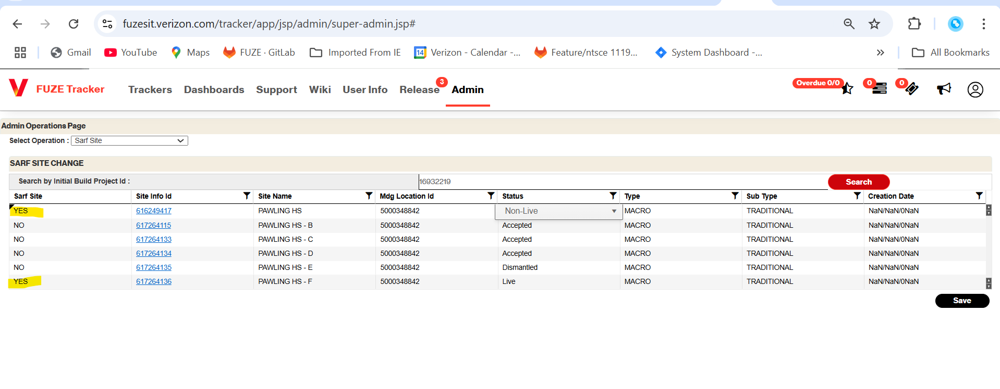 fuzesit.verizon.com/tracker/app/jsp/admin/super-admin.jsp#
Gmail YouTube Maps FUZE · GitLab Imported From IE 14 Verizon - Calendar -... Feature/ntsce 1119... System Dashboard -... » All Bookmarks
FUZE Tracker Trackers Dashboards Support Wiki User Info Release 3 Admin Overdue 0/0 0 0
Admin Operations Page
Select Operation : Sarf Site
SARF SITE CHANGE
Search by Initial Build Project Id : 16932219 Search
Sarf Site Site Info Id Site Name Mdg Location Id Status Type Sub Type Creation Date
YES 616249417 PAWLING HS 5000348842 Non-Live MACRO TRADITIONAL NaN/NaN/0NaN
NO 617264115 PAWLING HS - B 5000348842 Accepted MACRO TRADITIONAL NaN/NaN/0NaN
NO 617264133 PAWLING HS - C 5000348842 Accepted MACRO TRADITIONAL NaN/NaN/0NaN
NO 617264134 PAWLING HS - D 5000348842 Accepted MACRO TRADITIONAL NaN/NaN/0NaN
NO 617264135 PAWLING HS - E 5000348842 Dismantled MACRO TRADITIONAL NaN/NaN/0NaN
YES 617264136 PAWLING HS - F 5000348842 Live MACRO TRADITIONAL NaN/NaN/0NaN
Save